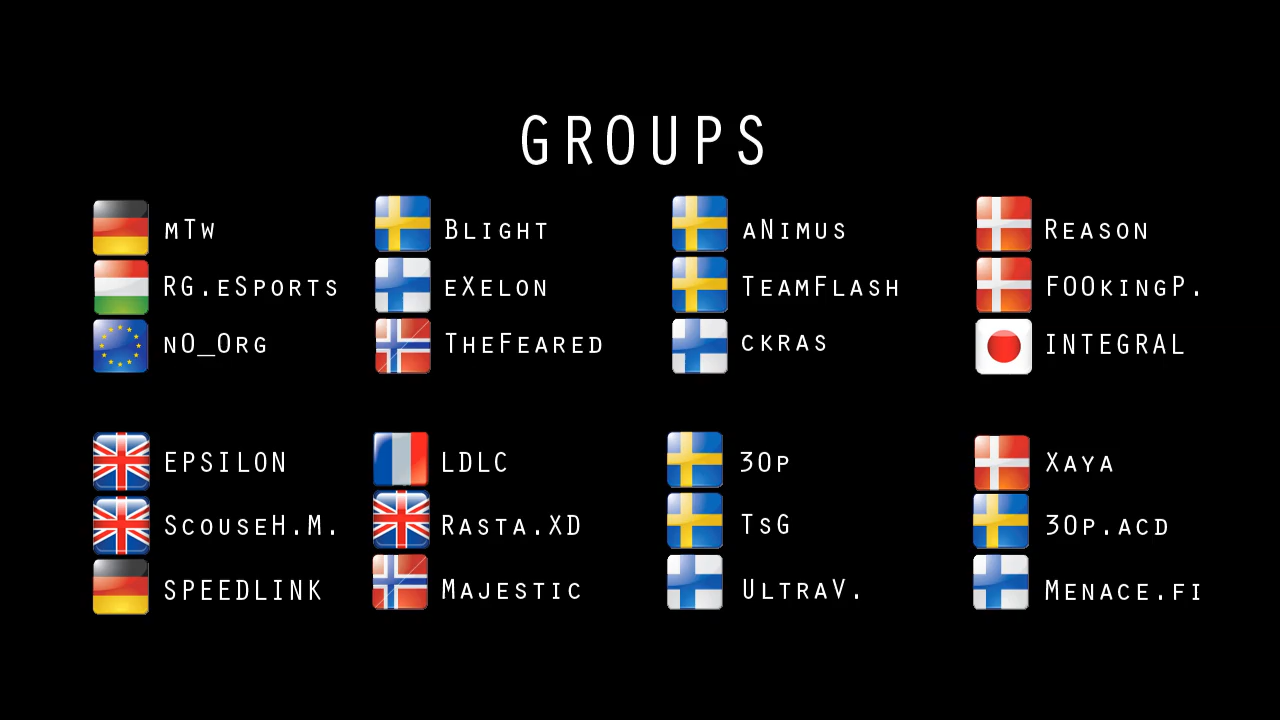 GROUPS
mTw
RG.eSports
nO_Org
Blight
eXelon
TheFeared
aNimus
TeamFlash
ckras
Reason
FOOkingP.
INTEGRAL
EPSILON
ScouseH.M.
SPEEDLINK
LDLC
Rasta.XD
Majestic
3Op
TsG
UltraV.
Xaya
3Op.acd
Menace.fi